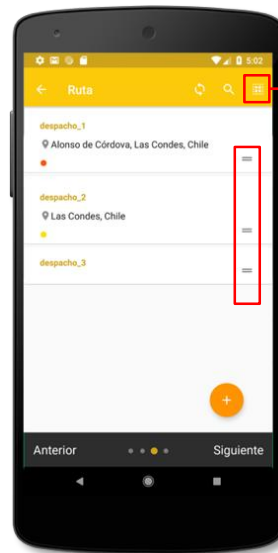 5:02
Ruta
despacho_1
Alonso de Córdova, Las Condes, Chile
despacho_2
Las Condes, Chile
despacho_3
+
Anterior
Siguiente